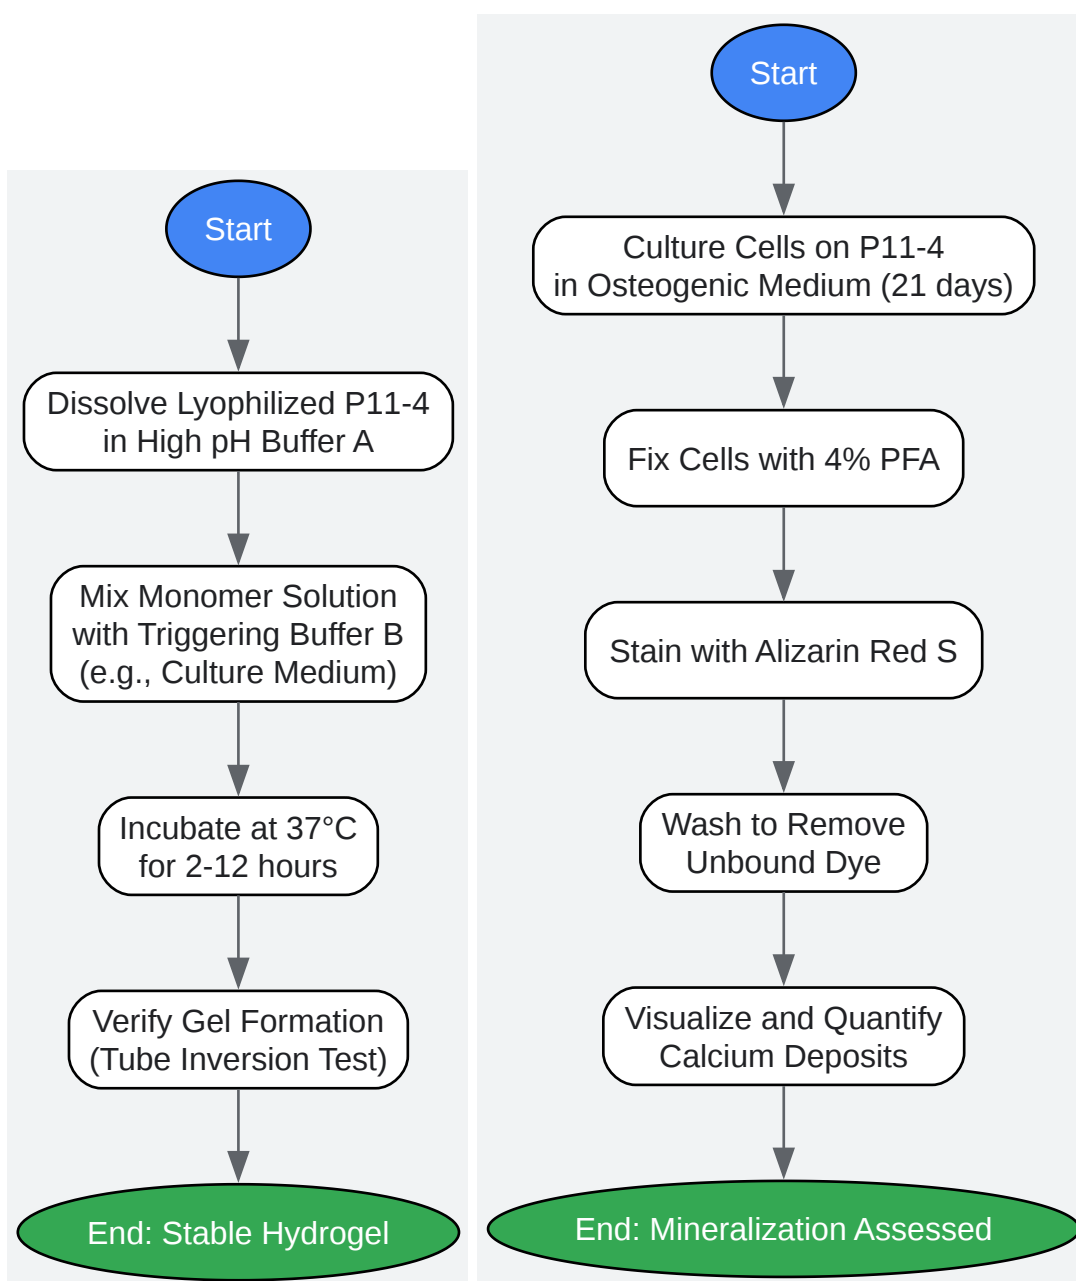 Start
Dissolve Lyophilized P11-4
in High pH Buffer A
Mix Monomer Solution
with Triggering Buffer B
(e.g., Culture Medium)
Incubate at 37°C
for 2-12 hours
Verify Gel Formation
(Tube Inversion Test)
End: Stable Hydrogel
Start
Culture Cells on P11-4
in Osteogenic Medium (21 days)
Fix Cells with 4% PFA
Stain with Alizarin Red S
Wash to Remove
Unbound Dye
Visualize and Quantify
Calcium Deposits
End: Mineralization Assessed